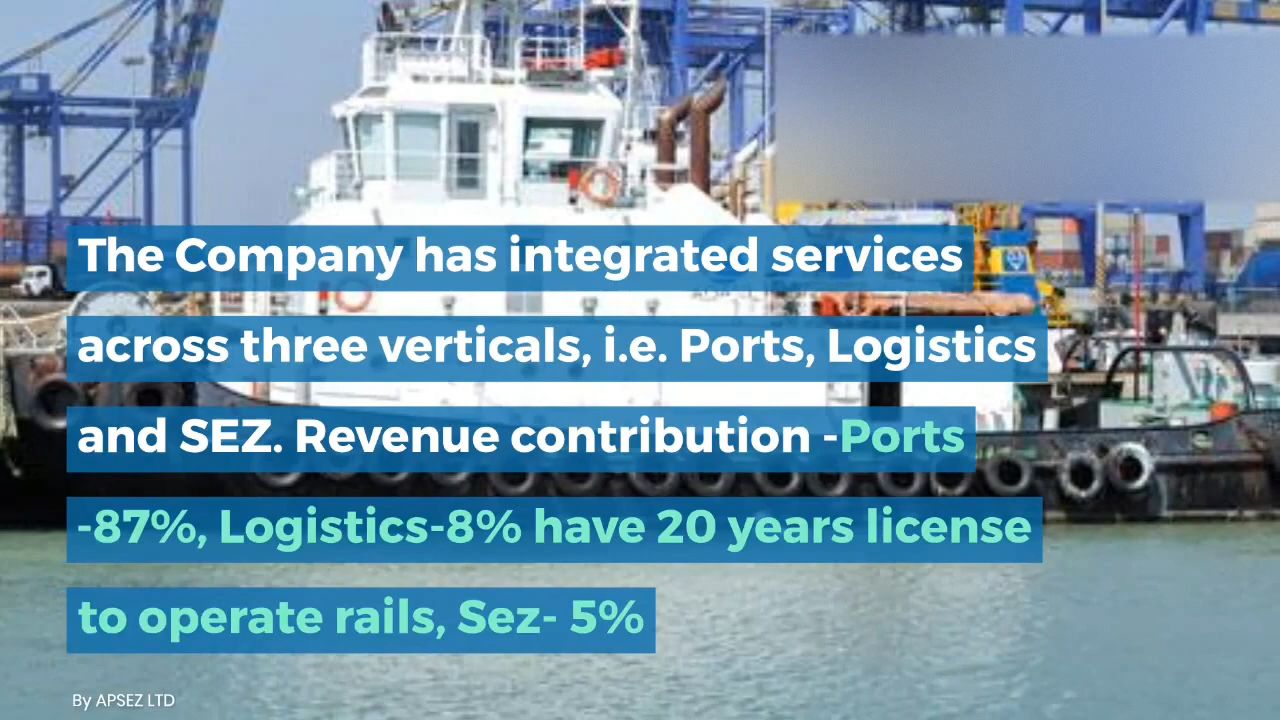 The Company has integrated services
across three verticals, i.e. Ports, Logistics
and SEZ. Revenue contribution -Ports
-87%, Logistics-8% have 20 years license
to operate rails, Sez- 5%
By APSEZ LTD